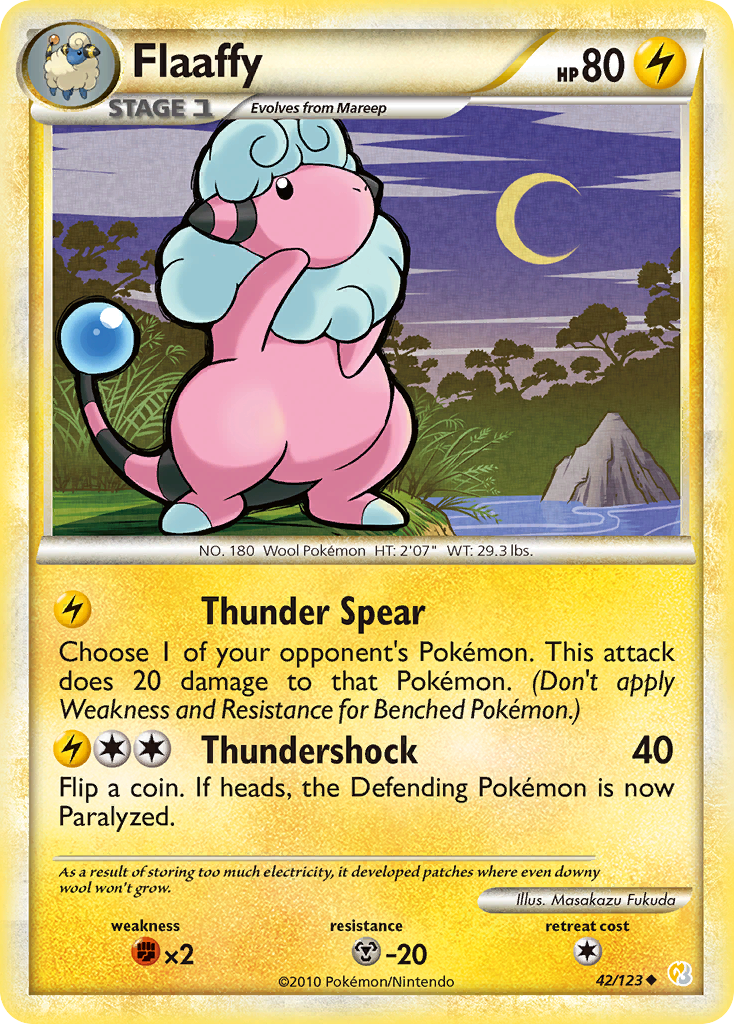 Flaaffy
HP 80
STAGE 1
Evolves from Mareep
NO. 180 Wool Pokémon HT: 2'07" WT: 29.3 lbs.
Thunder Spear
Choose 1 of your opponent's Pokémon. This attack
does 20 damage to that Pokémon. (Don't apply
Weakness and Resistance for Benched Pokémon.)
Thundershock 40
Flip a coin. If heads, the Defending Pokémon is now
Paralyzed.
As a result of storing too much electricity, it developed patches where even downy
wool won't grow.
Illus. Masakazu Fukuda
weakness resistance retreat cost
×2 -20
©2010 Pokémon/Nintendo 42/123